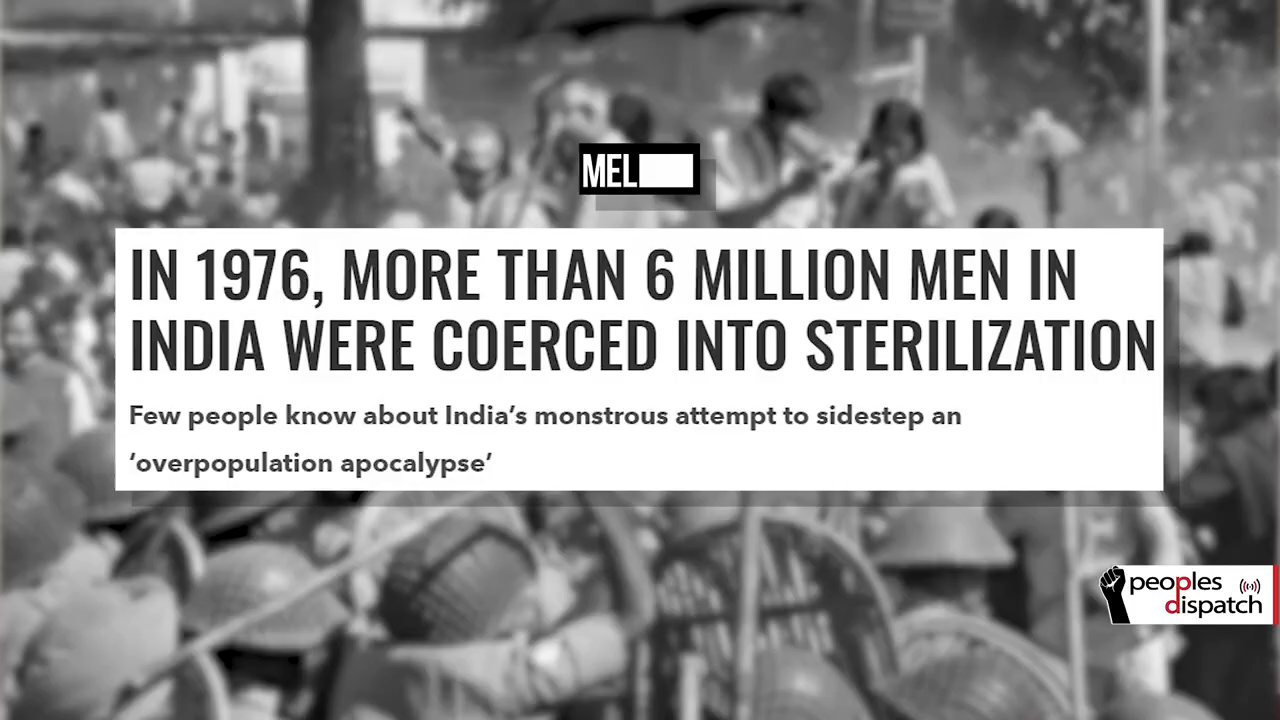 MEL
IN 1976, MORE THAN 6 MILLION MEN IN
INDIA WERE COERCED INTO STERILIZATION
Few people know about India’s monstrous attempt to sidestep an
‘overpopulation apocalypse’
peoples
dispatch